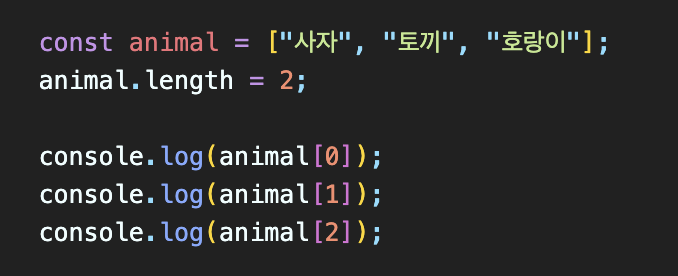 const animal = ["사자", "토끼", "호랑이"];
animal.length = 2;
console.log(animal[0]);
console.log(animal[1]);
console.log(animal[2]);